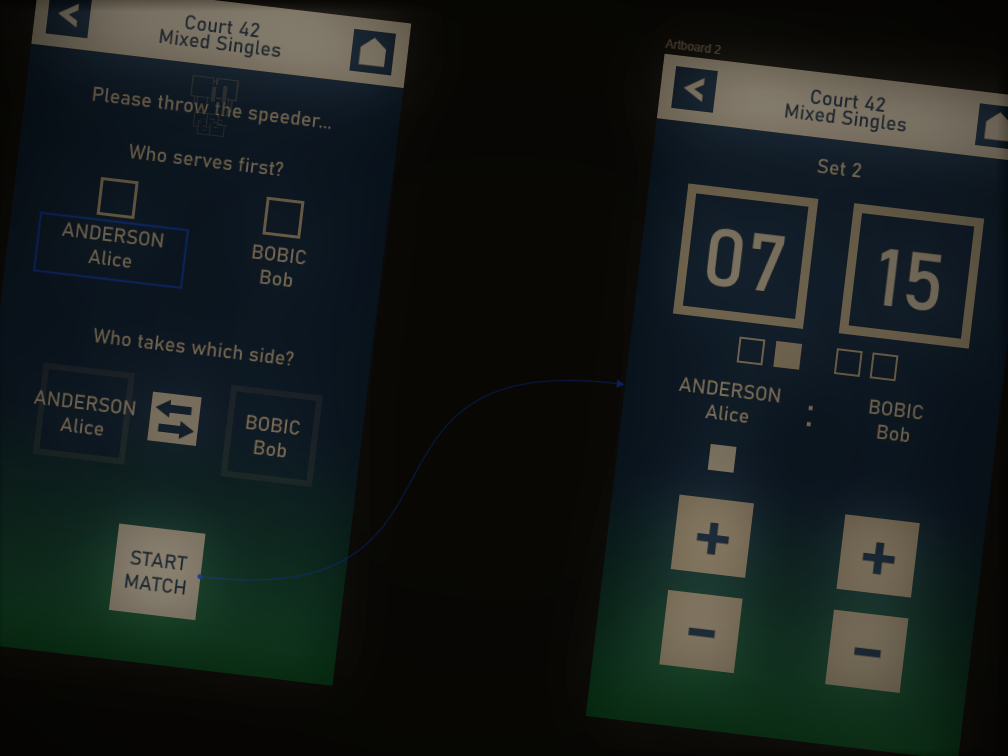 Court 42
Mixed Singles
Please throw the speeder...
Who serves first?
ANDERSON
Alice
BOBIC
Bob
Who takes which side?
ANDERSON
Alice
BOBIC
Bob
START
MATCH
Artboard 2
Court 42
Mixed Singles
Set 2
07
15
ANDERSON
Alice
:
BOBIC
Bob
+
+
−
−